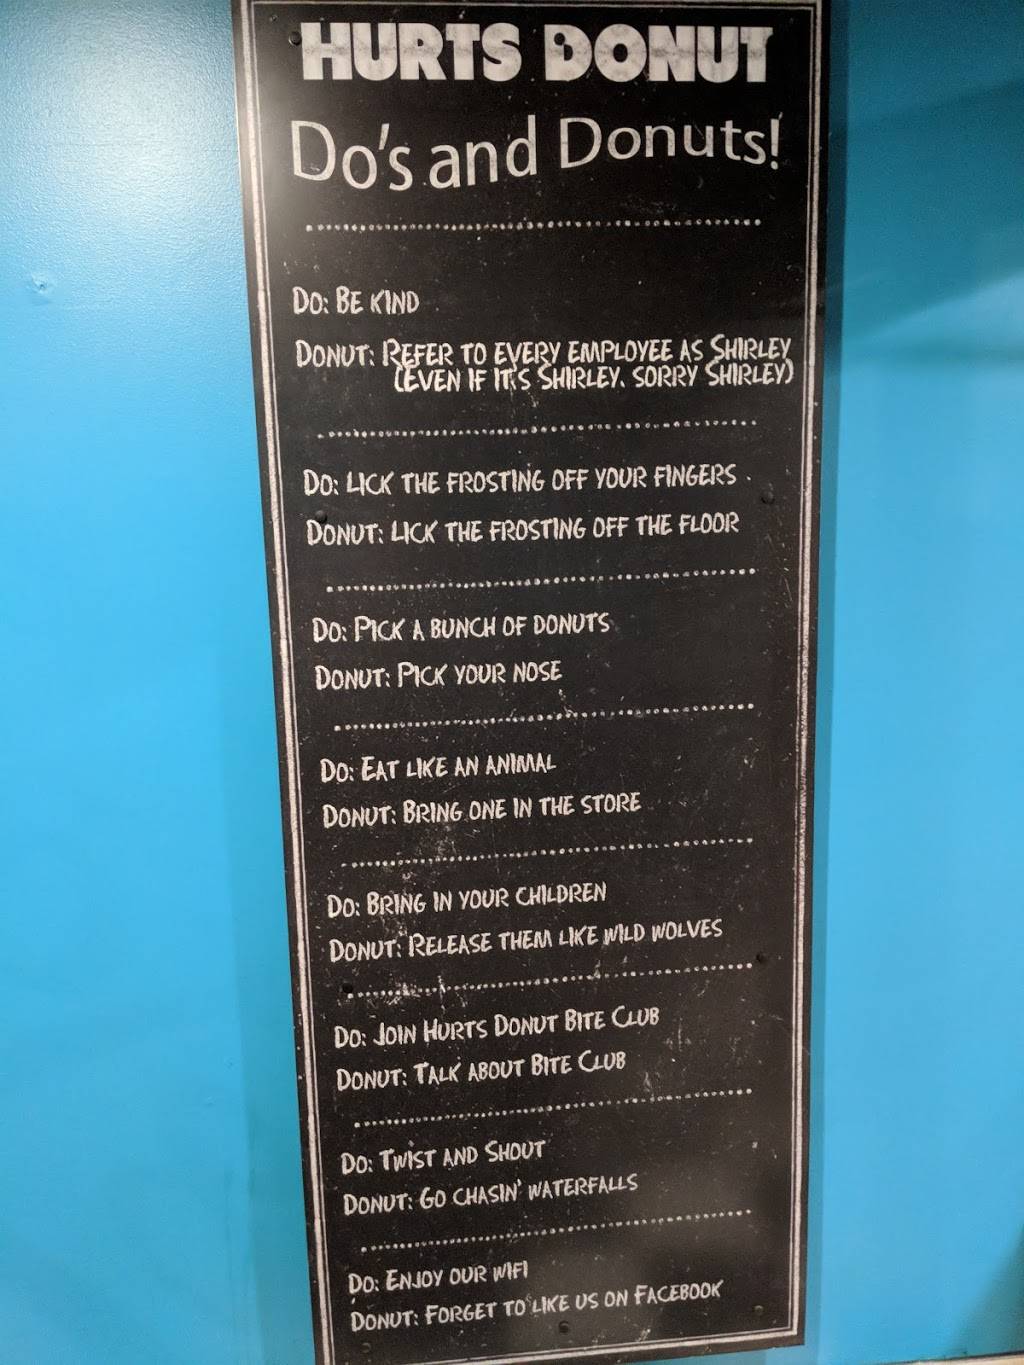 HURTS DONUT
Do's and Donuts!
Do: Be kind
Donut: Refer to every employee as Shirley
(even if it's Shirley. sorry Shirley)
Do: lick the frosting off your fingers
Donut: lick the frosting off the floor
Do: Pick a bunch of donuts
Donut: Pick your nose
Do: Eat like an animal
Donut: Bring one in the store
Do: Bring in your children
Donut: Release them like wild wolves
Do: Join Hurts Donut Bite Club
Donut: Talk about Bite Club
Do: Twist and Shout
Donut: Go chasin' waterfalls
Do: Enjoy our wifi
Donut: Forget to like us on Facebook